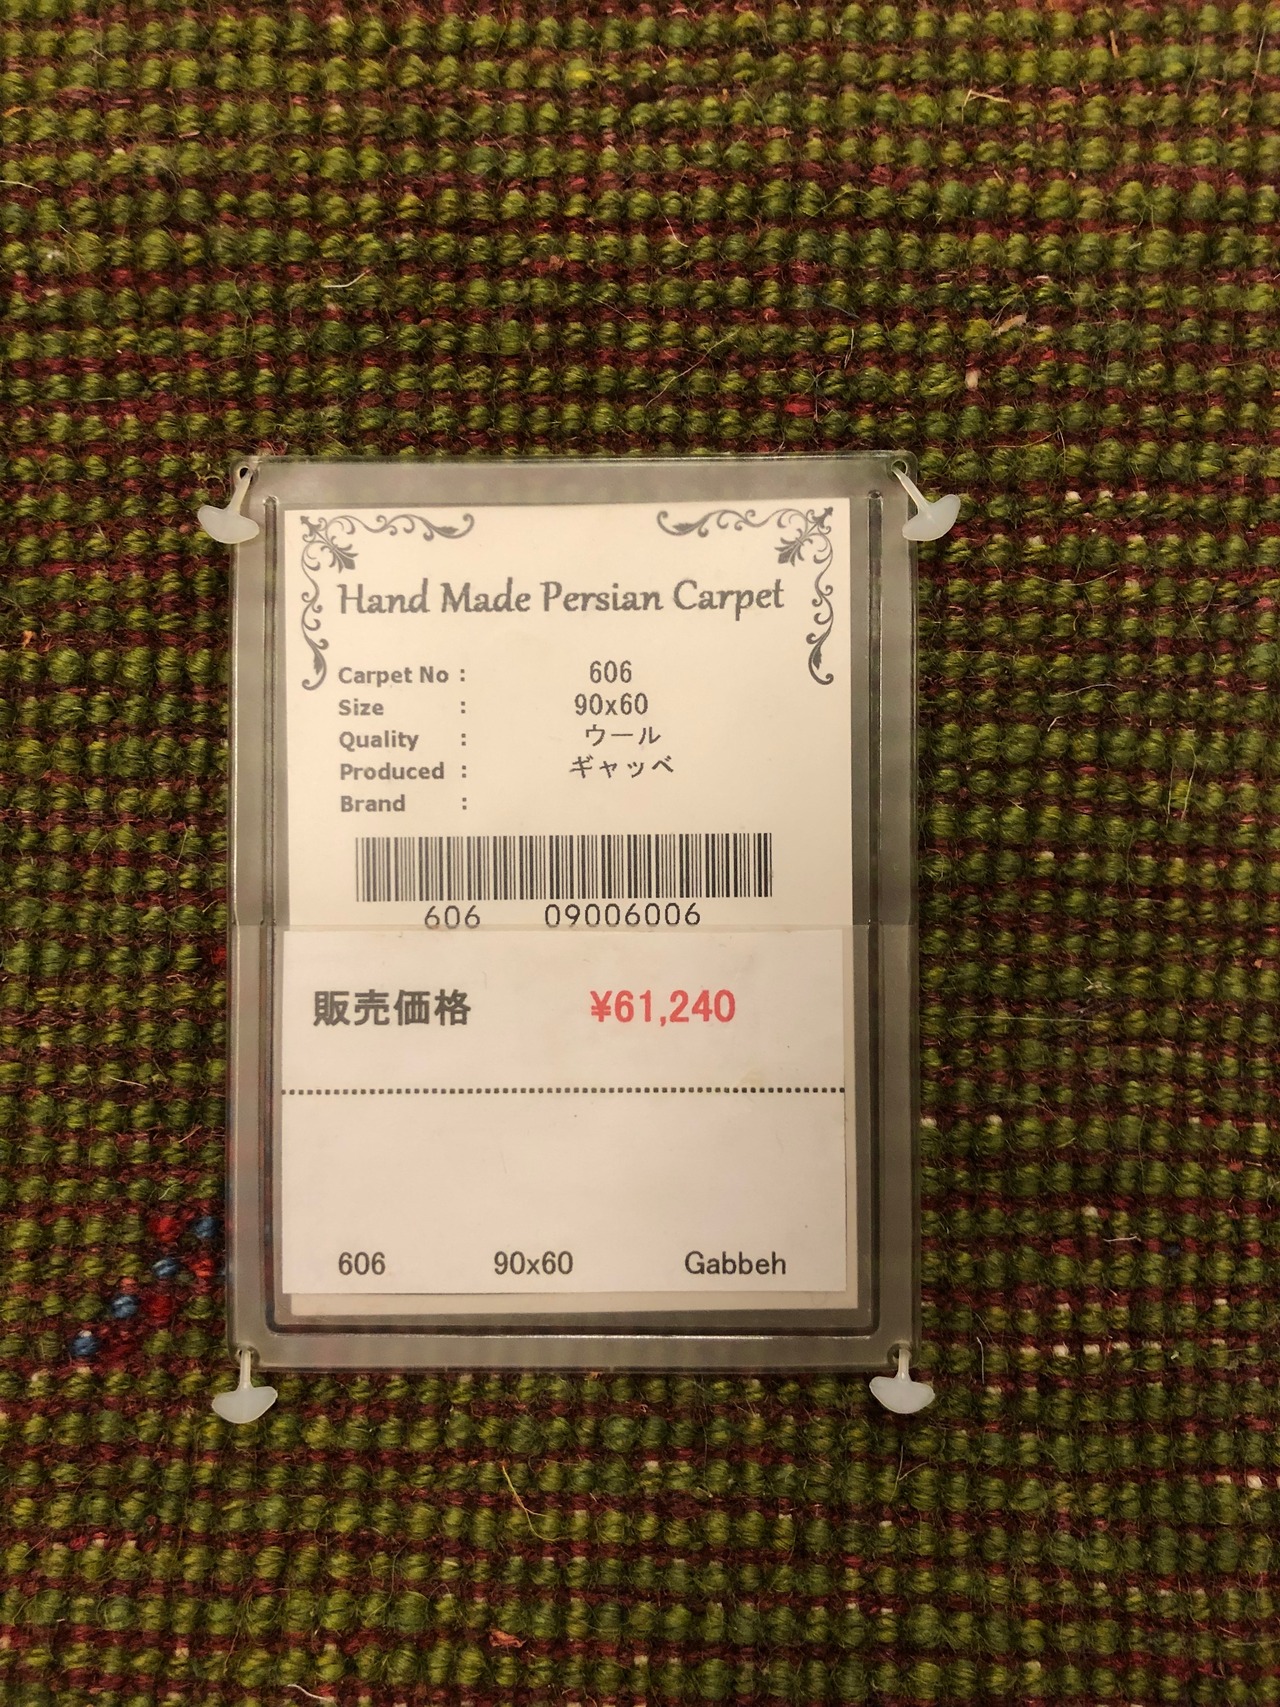 Hand Made Persian Carpet
Carpet No : 606
Size : 90x60
Quality : ウール
Produced : ギャッベ
Brand :
606 09006006
販売価格 ¥61,240
606 90x60 Gabbeh